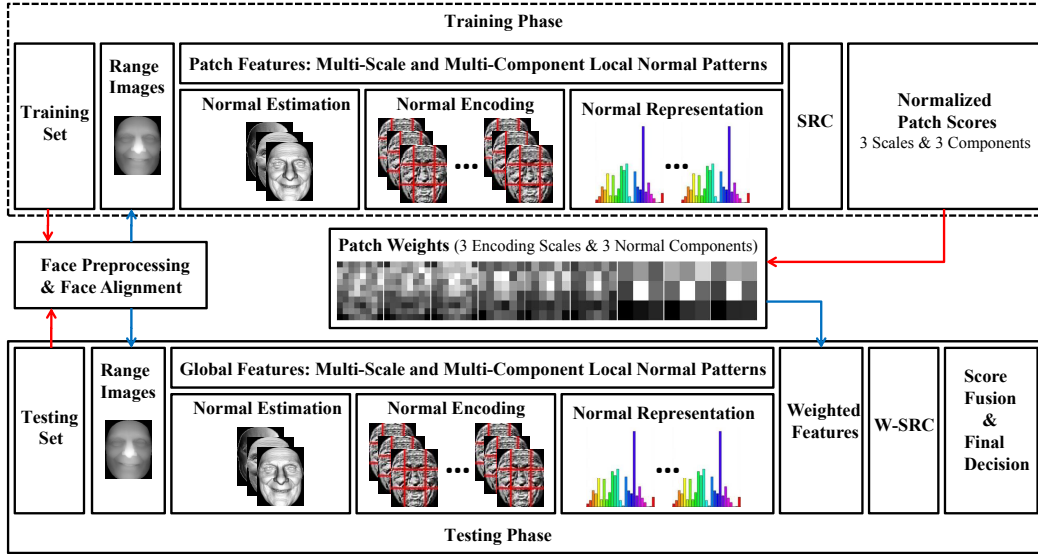 Training Phase
Training
Set
Range
Images
Patch Features: Multi-Scale and Multi-Component Local Normal Patterns
Normal Estimation
Normal Encoding
...
Normal Representation
...
SRC
Normalized
Patch Scores
3 Scales & 3 Components
Face Preprocessing
& Face Alignment
Patch Weights (3 Encoding Scales & 3 Normal Components)
Testing
Set
Range
Images
Global Features: Multi-Scale and Multi-Component Local Normal Patterns
Normal Estimation
Normal Encoding
...
Normal Representation
...
Weighted
Features
W-SRC
Score
Fusion
&
Final
Decision
Testing Phase